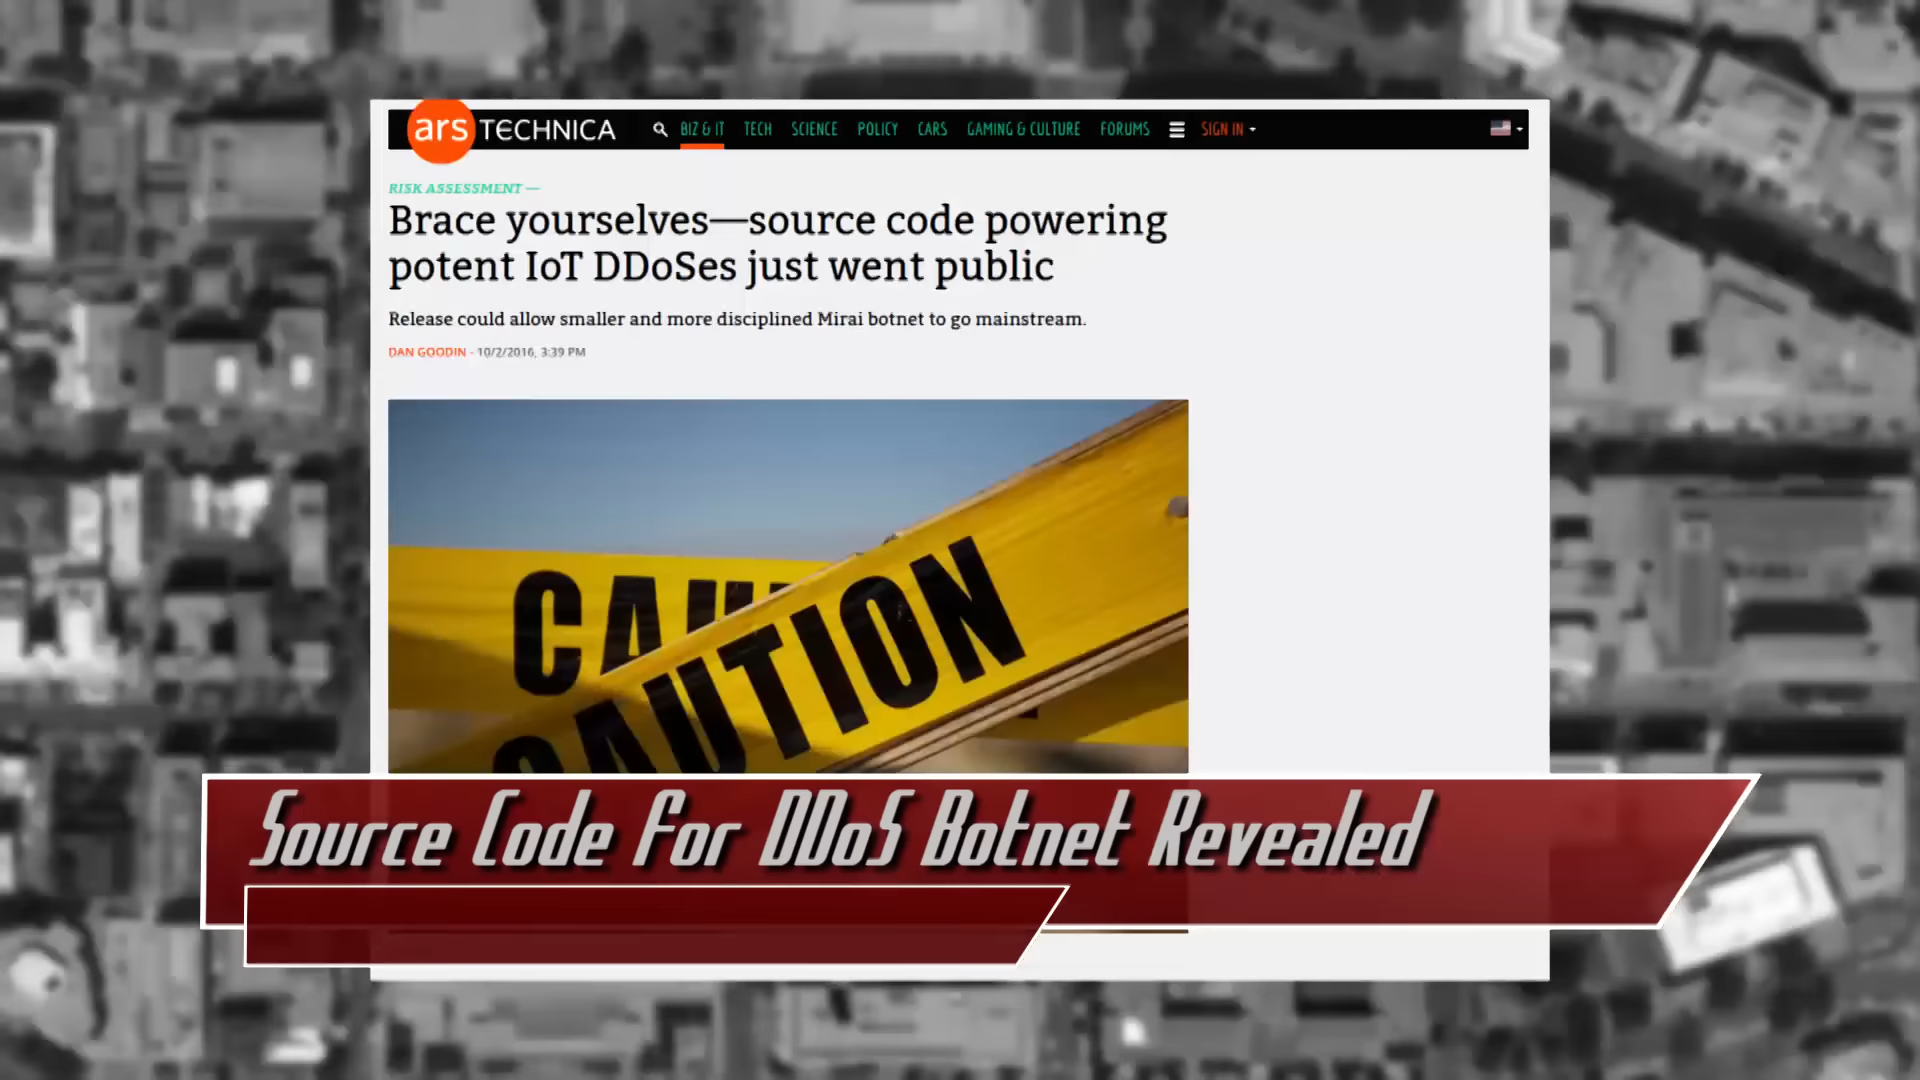 ars TECHNICA BIZ & IT TECH SCIENCE POLICY CARS GAMING & CULTURE FORUMS SIGN IN
RISK ASSESSMENT —
Brace yourselves—source code powering
potent IoT DDoSes just went public
Release could allow smaller and more disciplined Mirai botnet to go mainstream.
DAN GOODIN - 10/2/2016, 3:39 PM
CAU
CAUTION
Source Code For DDoS Botnet Revealed